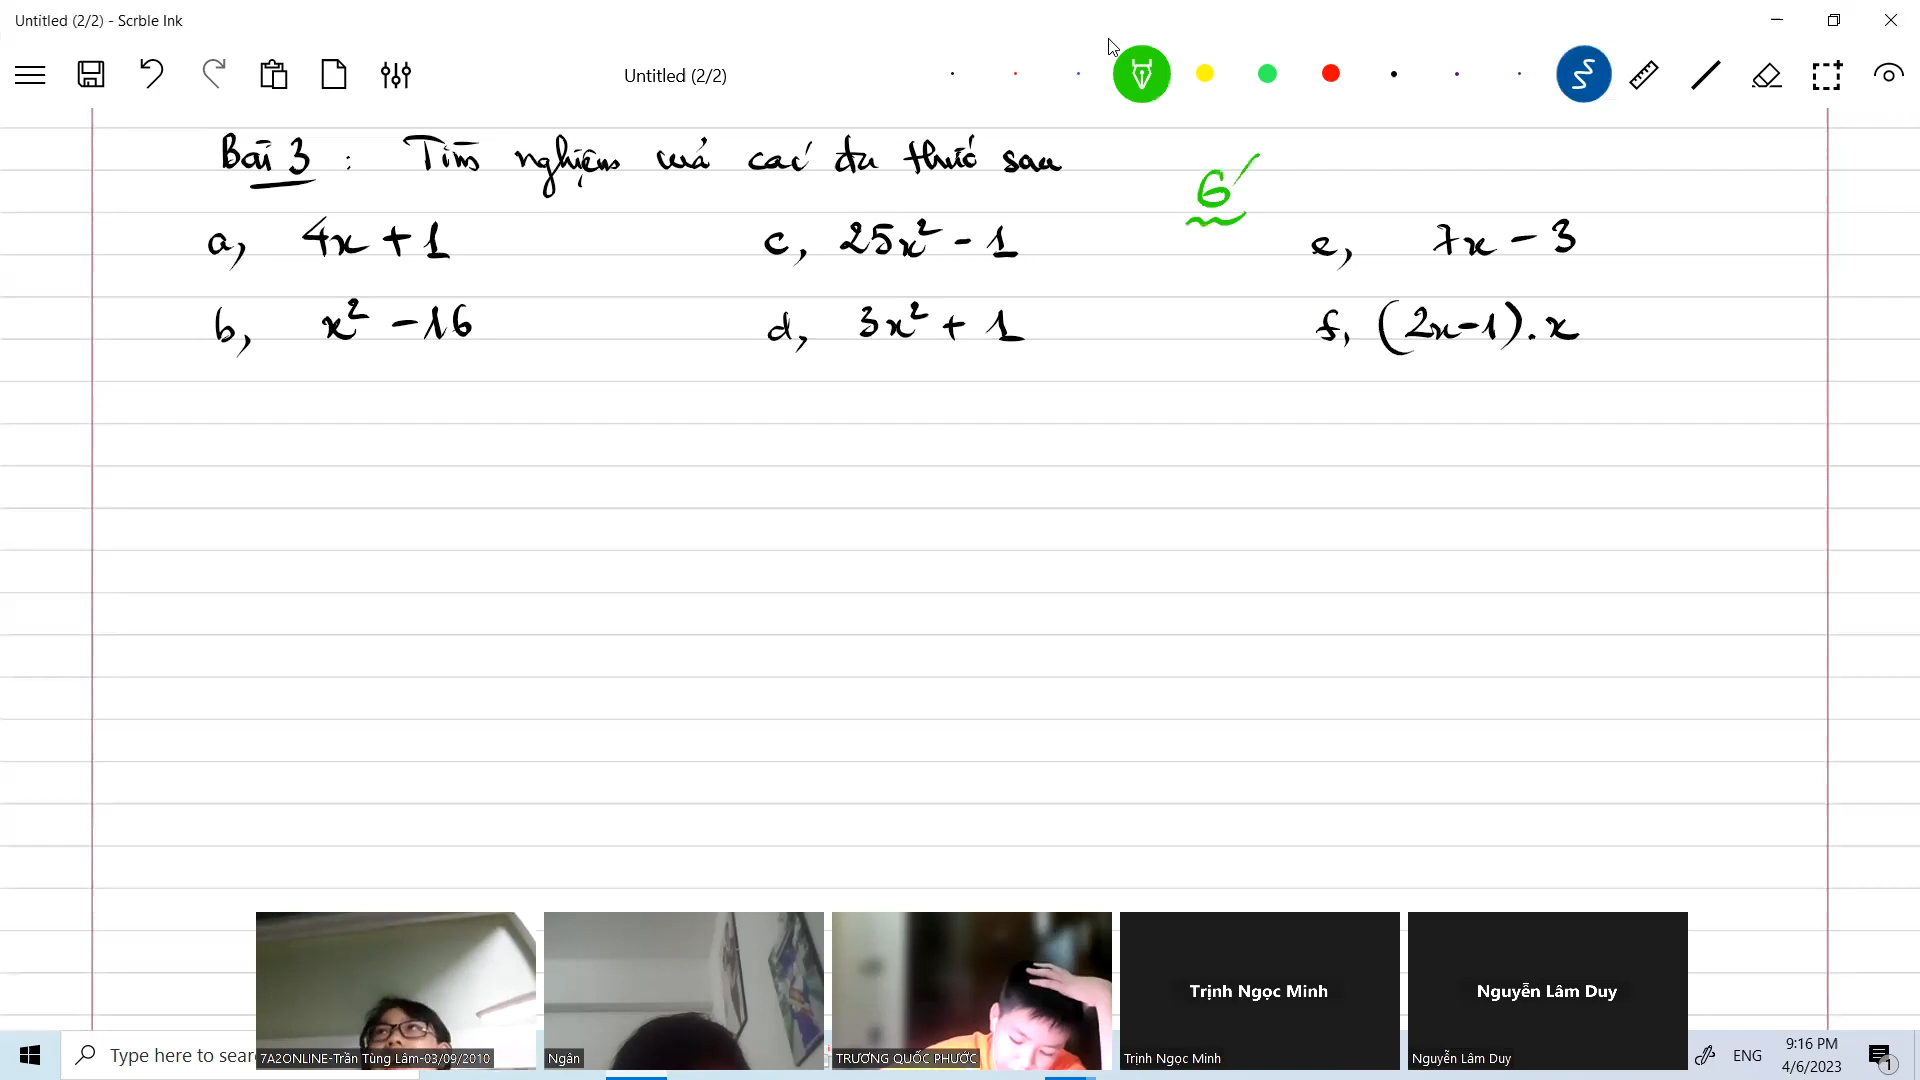 Untitled (2/2) - Scrble Ink
Untitled (2/2)
Bài 3 : Tìm nghiệm của các đa thức sau
6'
a, 4x + 1 c, 25x² - 1 e, 7x - 3
b, x² - 16 d, 3x² + 1 f, (2x-1).x
Trịnh Ngọc Minh Nguyễn Lâm Duy
7A2ONLINE-Trần Tùng Lâm-03/09/2010 Ngân TRƯƠNG QUỐC PHƯỚC Trịnh Ngọc Minh Nguyễn Lâm Duy
Type here to sear ENG 9:16 PM
4/6/2023 1